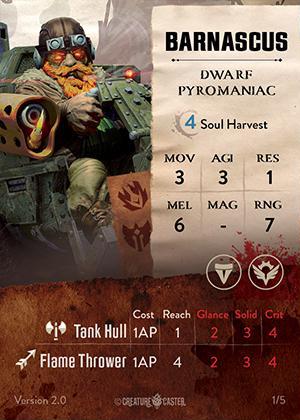 BARNASCUS
DWARF
PYROMANIAC
4 Soul Harvest
MOV AGI RES
3 3 1
MEL MAG RNG
6 - 7
Cost Reach Glance Solid Crit
Tank Hull 1AP 1 2 3 4
Flame Thrower 1AP 4 2 3 4
Version 2.0 © CREATURE CASTER 1/5